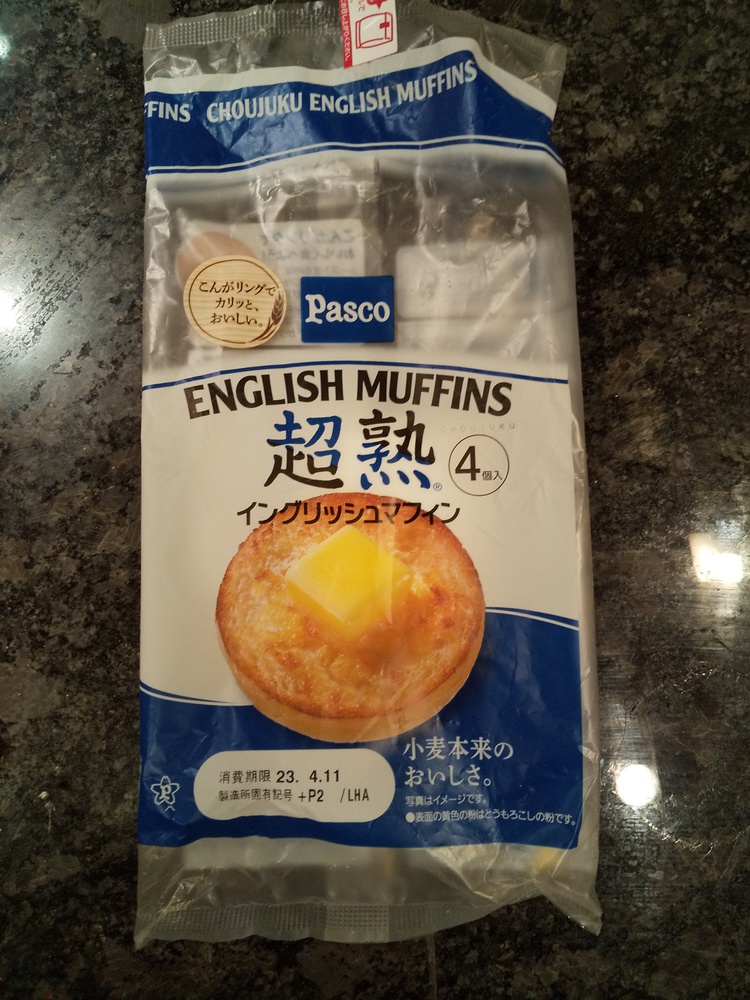 FFINS CHOUJUKU ENGLISH MUFFINS
こんがリングで
カリッと、
おいしい。
Pasco
ENGLISH MUFFINS
CHOUJUKU
超熟®
4個入
イングリッシュマフィン
小麦本来の
おいしさ。
消費期限 23. 4.11
製造所固有記号 +P2 /LHA
写真はイメージです。
●表面の黄色の粉はとうもろこしの粉です。